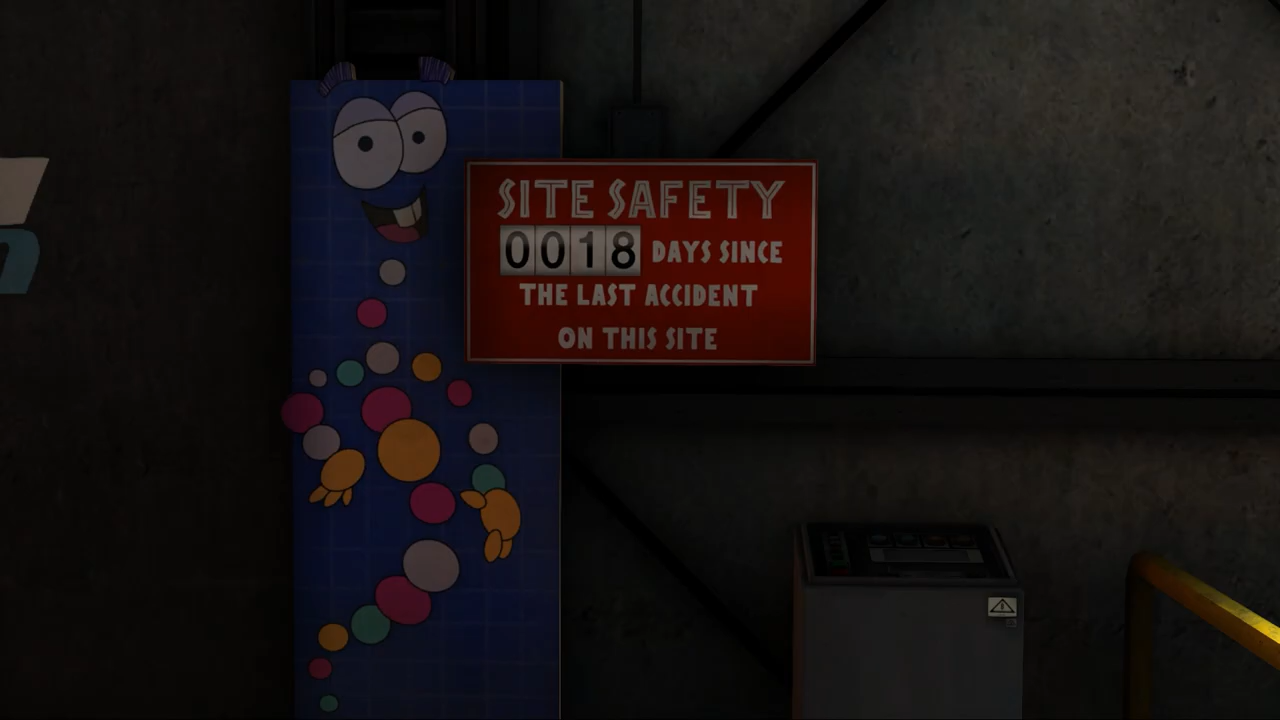 SITE SAFETY
0018 DAYS SINCE
THE LAST ACCIDENT
ON THIS SITE